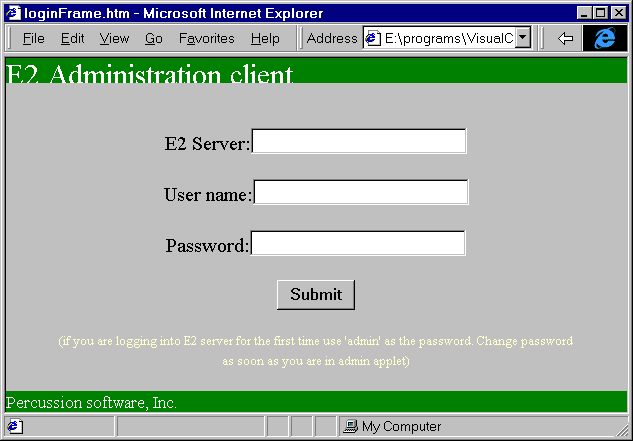 loginFrame.htm - Microsoft Internet Explorer
File Edit View Go Favorites Help Address E:\programs\VisualC
E2 Administration client
E2 Server:
User name:
Password:
Submit
(if you are logging into E2 server for the first time use 'admin' as the password. Change password
as soon as you are in admin applet)
Percussion software, Inc.
My Computer